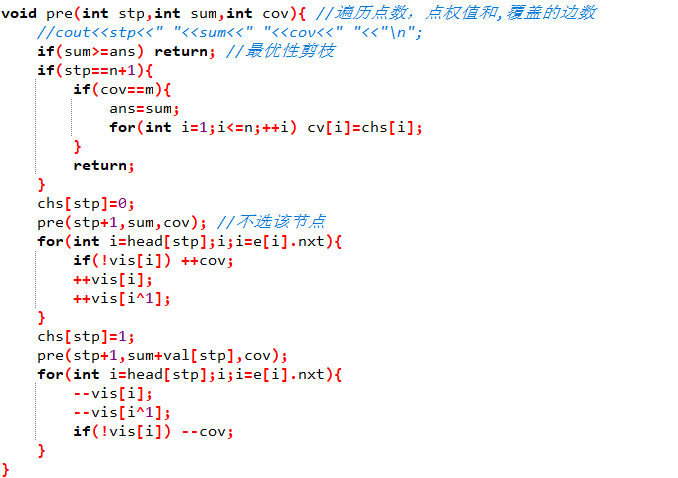 void pre(int stp,int sum,int cov){ //遍历点数，点权值和,覆盖的边数
    //cout<<stp<<" "<<sum<<" "<<cov<<" "<<"\n";
    if(sum>=ans) return; //最优性剪枝
    if(stp==n+1){
        if(cov==m){
            ans=sum;
            for(int i=1;i<=n;++i) cv[i]=chs[i];
        }
        return;
    }
    chs[stp]=0;
    pre(stp+1,sum,cov); //不选该节点
    for(int i=head[stp];i;i=e[i].nxt){
        if(!vis[i]) ++cov;
        ++vis[i];
        ++vis[i^1];
    }
    chs[stp]=1;
    pre(stp+1,sum+val[stp],cov);
    for(int i=head[stp];i;i=e[i].nxt){
        --vis[i];
        --vis[i^1];
        if(!vis[i]) --cov;
    }
}